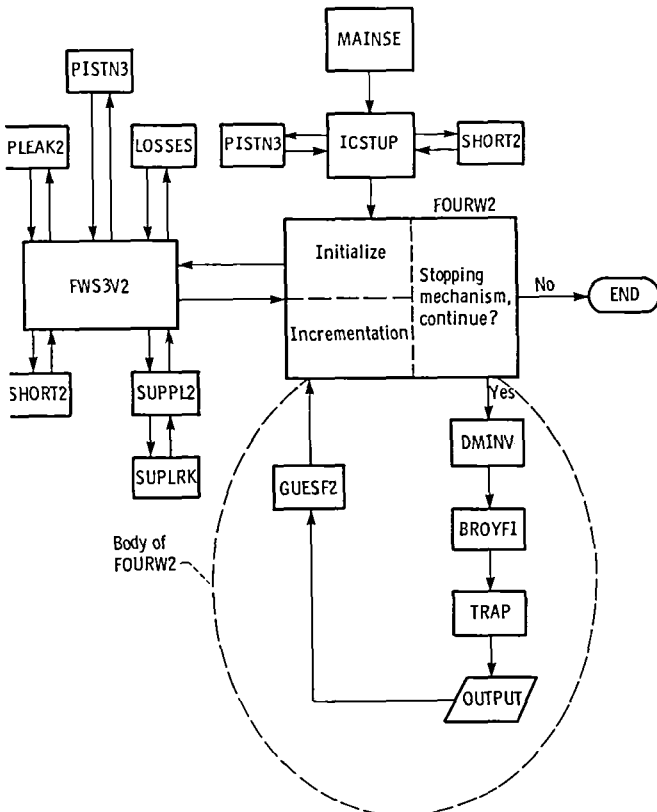 MAINSE
PISTN3
PLEAK2
LOSSES
PISTN3
ICSTUP
SHORT2
FOURW2
FWS3V2
Initialize
Incrementation
Stopping
mechanism,
continue?
No
END
SHORT2
SUPPL2
SUPLRK
Yes
DMINV
GUESF2
BROYF1
Body of
FOURW2
TRAP
OUTPUT